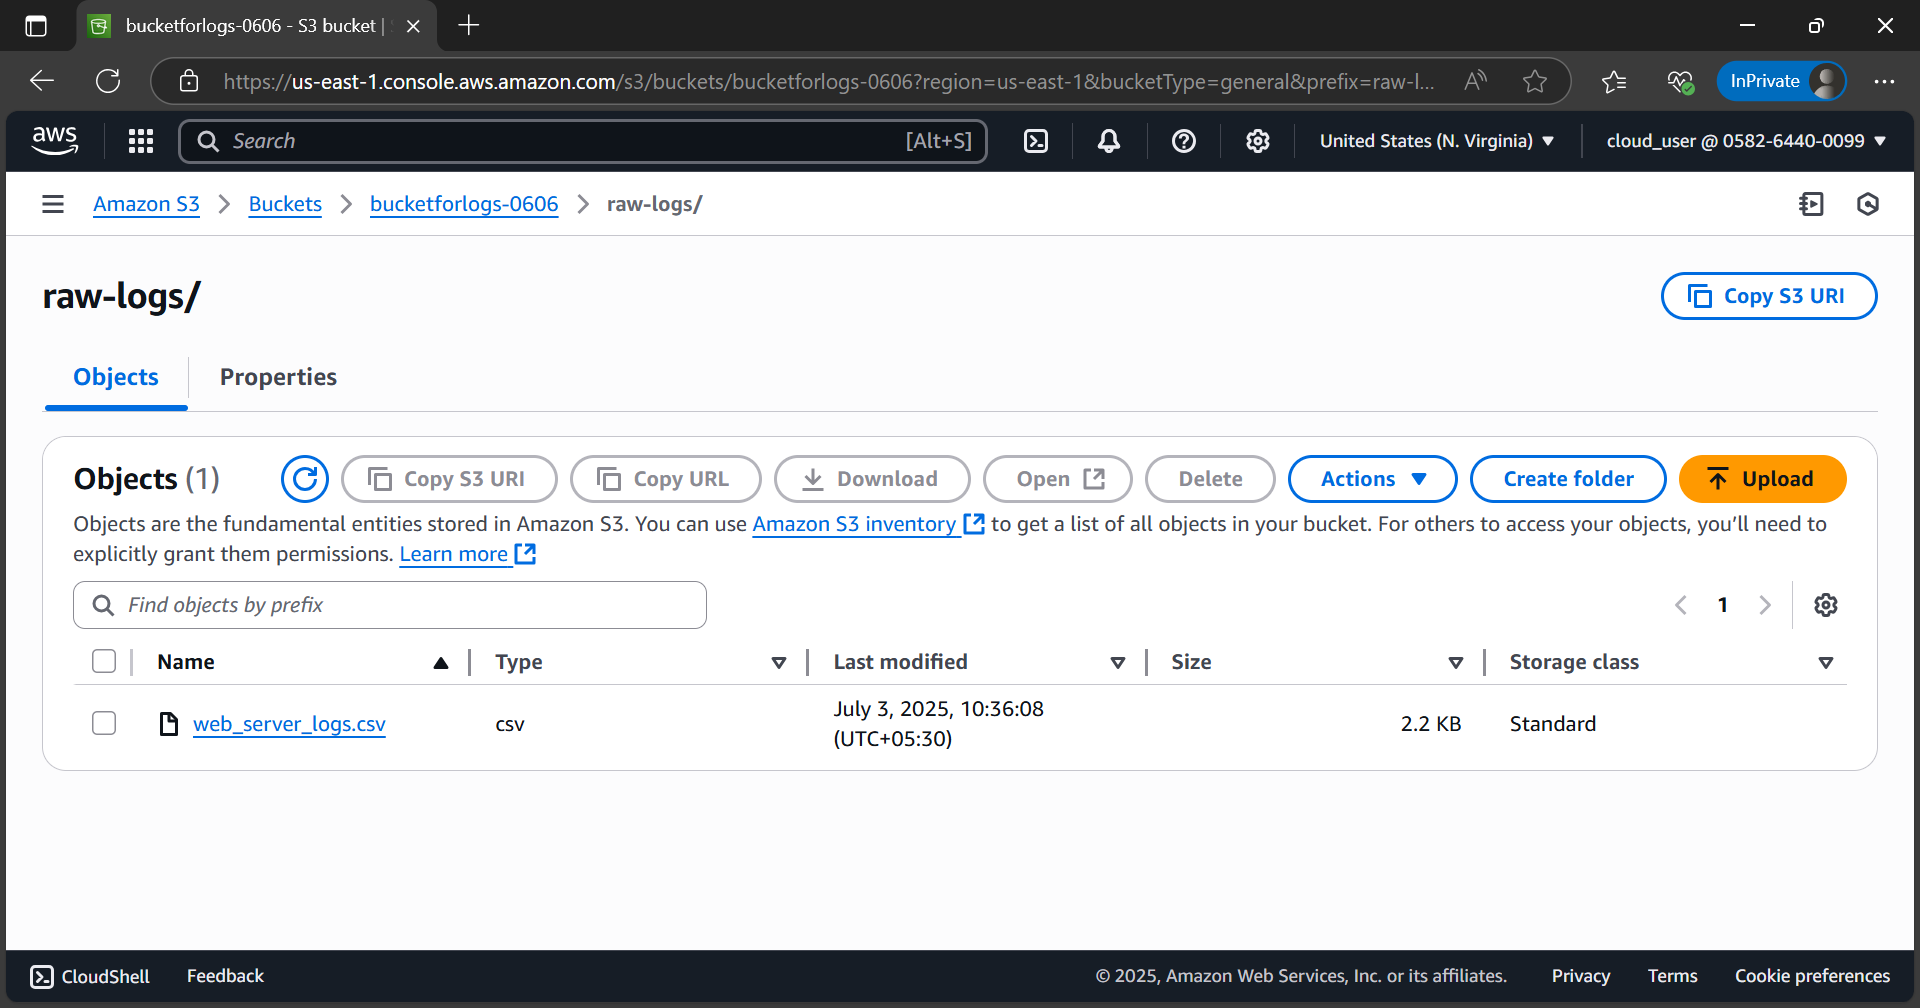 bucketforlogs-0606 - S3 bucket |
https://us-east-1.console.aws.amazon.com/s3/buckets/bucketforlogs-0606?region=us-east-1&bucketType=general&prefix=raw-l...
InPrivate
aws
Search
[Alt+S]
United States (N. Virginia)
cloud_user @ 0582-6440-0099
Amazon S3
Buckets
bucketforlogs-0606
raw-logs/
raw-logs/
Copy S3 URI
Objects
Properties
Objects (1)
Copy S3 URI
Copy URL
Download
Open
Delete
Actions
Create folder
Upload
Objects are the fundamental entities stored in Amazon S3. You can use Amazon S3 inventory to get a list of all objects in your bucket. For others to access your objects, you’ll need to
explicitly grant them permissions. Learn more
Find objects by prefix
1
Name
Type
Last modified
Size
Storage class
web_server_logs.csv
csv
July 3, 2025, 10:36:08
(UTC+05:30)
2.2 KB
Standard
CloudShell
Feedback
© 2025, Amazon Web Services, Inc. or its affiliates.
Privacy
Terms
Cookie preferences